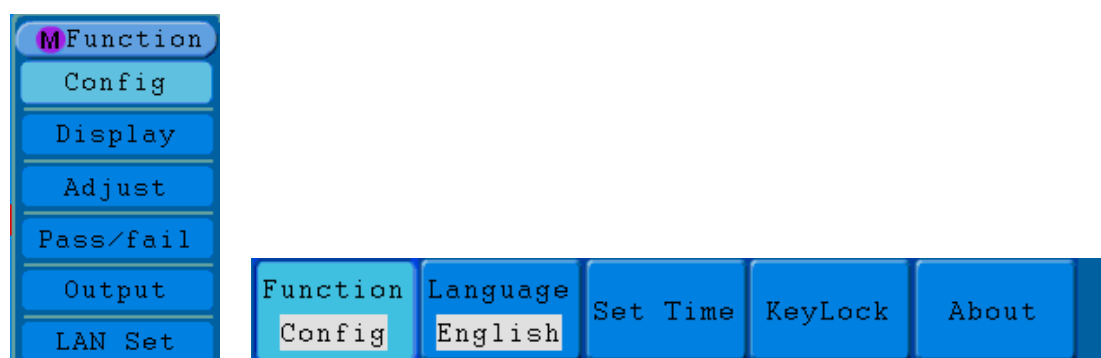 MFunction
Config
Display
Adjust
Pass/fail
Output
LAN Set
Function Language Set Time KeyLock About
Config English